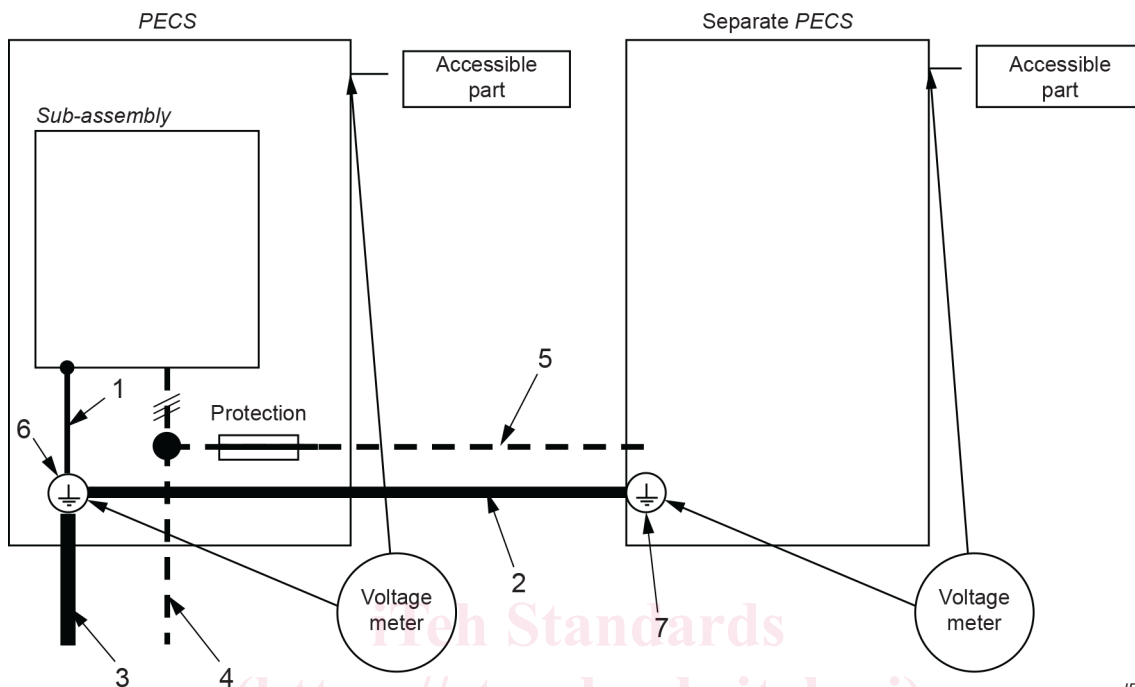 PECS
Separate PECS
Accessible
part
Accessible
part
Sub-assembly
1
5
Protection
6
2
Voltage
meter
7
Voltage
meter
3
4
iTeh Standards